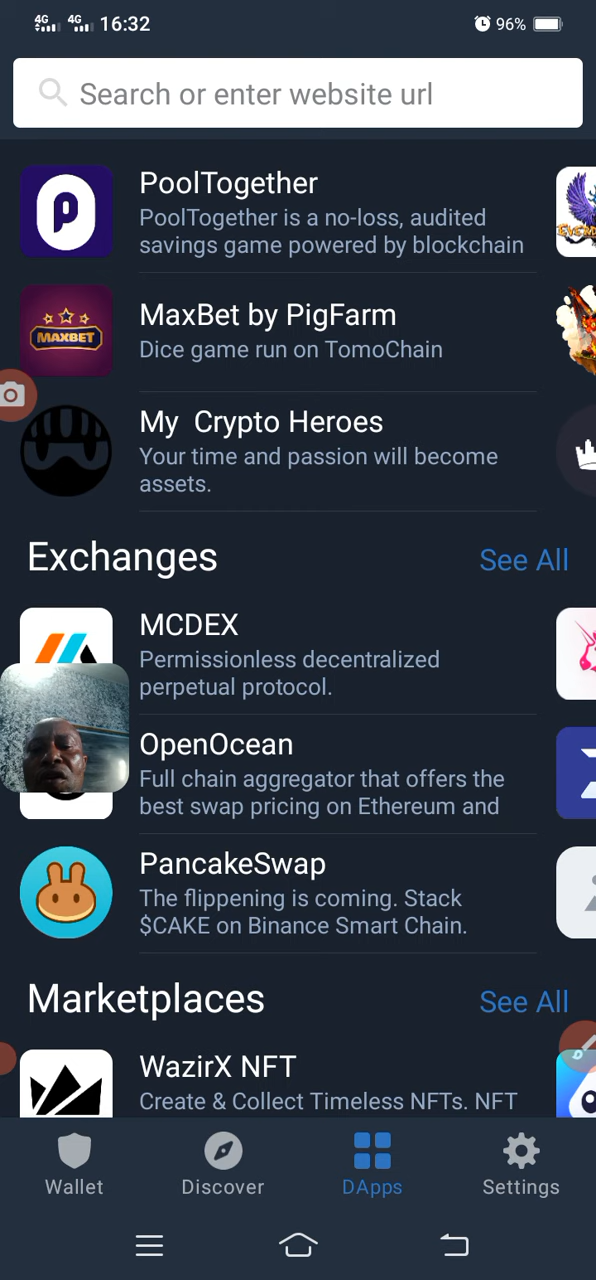 4G 4G 16:32 96%
Search or enter website url
PoolTogether
PoolTogether is a no-loss, audited
savings game powered by blockchain
MAXBET
MaxBet by PigFarm
Dice game run on TomoChain
My Crypto Heroes
Your time and passion will become
assets.
Exchanges See All
MCDEX
Permissionless decentralized
perpetual protocol.
OpenOcean
Full chain aggregator that offers the
best swap pricing on Ethereum and
PancakeSwap
The flippening is coming. Stack
$CAKE on Binance Smart Chain.
Marketplaces See All
WazirX NFT
Create & Collect Timeless NFTs. NFT
Wallet Discover DApps Settings